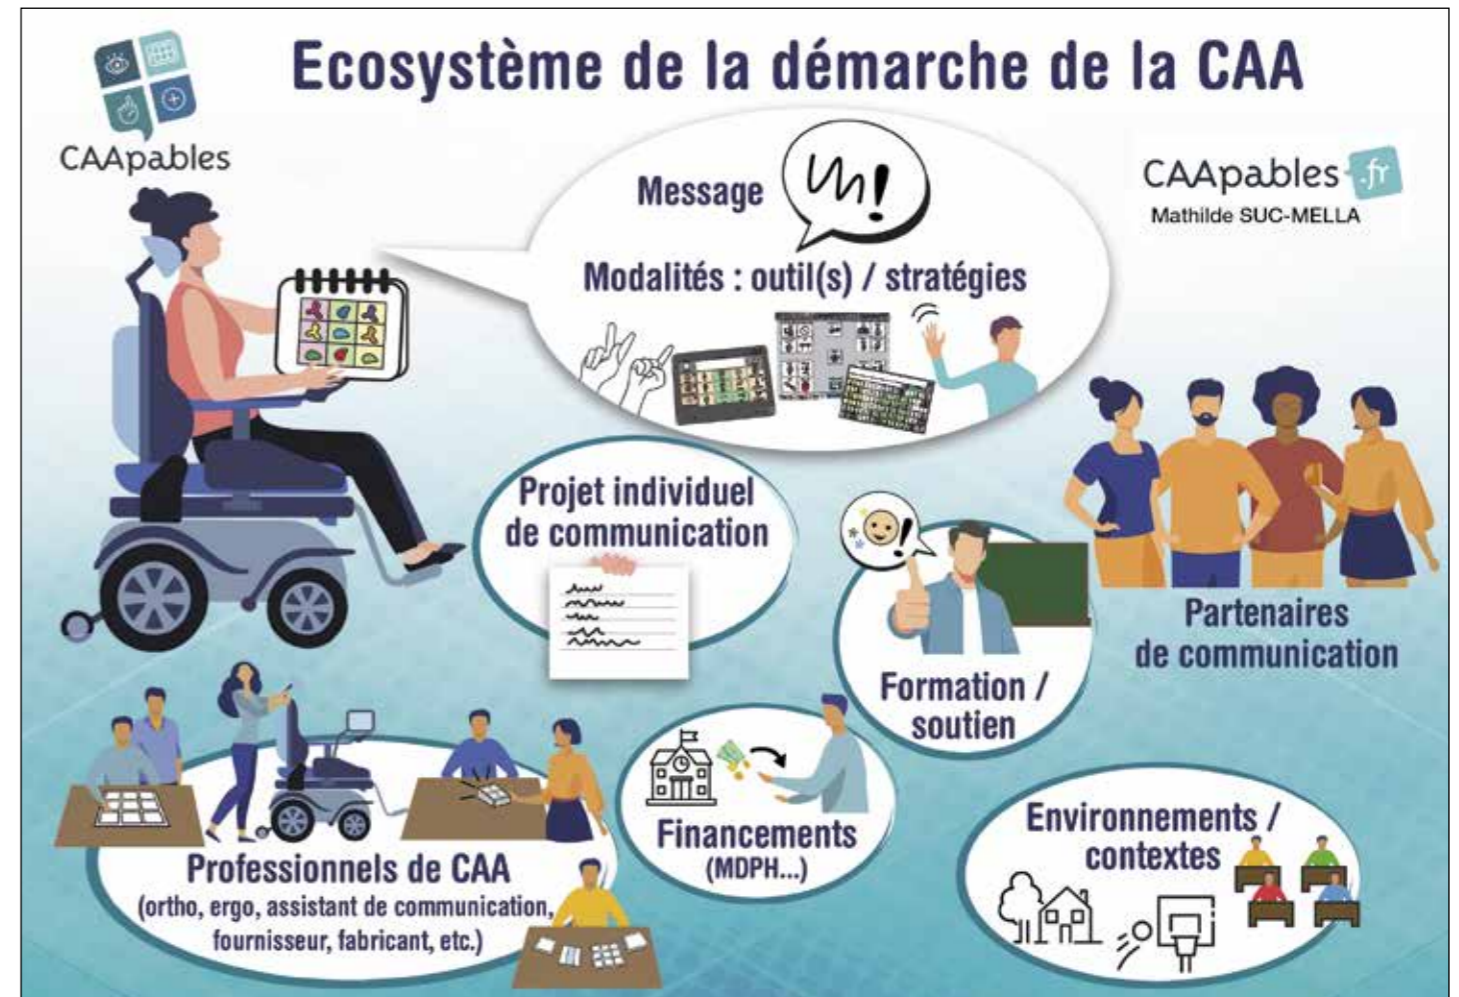 Ecosystème de la démarche de la CAA
CAApables
CAApables .fr
Mathilde SUC-MELLA
Message
Modalités : outil(s) / stratégies
Projet individuel
de communication
Partenaires
de communication
Formation /
soutien
Financements
(MDPH...)
Environnements /
contextes
Professionnels de CAA
(ortho, ergo, assistant de communication,
fournisseur, fabricant, etc.)